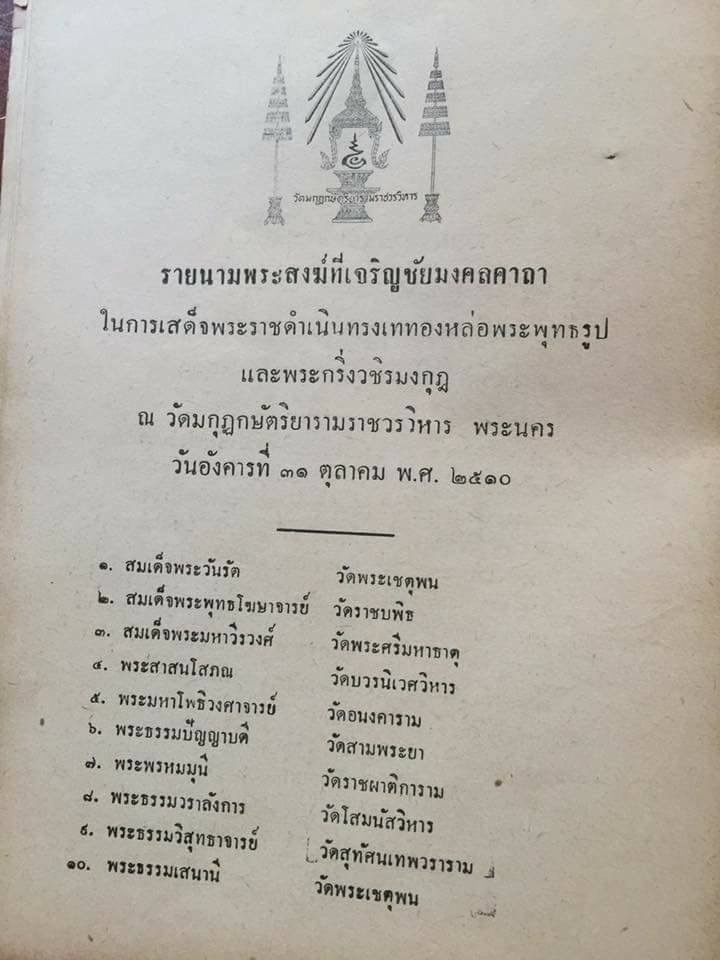 วัดมกุฏกษัตริยารามราชวรวิหาร
รายนามพระสงฆ์ที่เจริญชัยมงคลคาถา
ในการเสด็จพระราชดำเนินทรงเททองหล่อพระพุทธรูป
และพระกริ่งวชิรมงกุฎ
ณ วัดมกุฏกษัตริยารามราชวรวิหาร พระนคร
วันอังคารที่ ๓๑ ตุลาคม พ.ศ. ๒๕๑๐
๑. สมเด็จพระวันรัต วัดพระเชตุพน
๒. สมเด็จพระพุทธโฆษาจารย์ วัดราชบพิธ
๓. สมเด็จพระมหาวีรวงศ์ วัดพระศรีมหาธาตุ
๔. พระสาสนโสภณ วัดบวรนิเวศวิหาร
๕. พระมหาโพธิวงศาจารย์ วัดอนงคาราม
๖. พระธรรมปัญญาบดี วัดสามพระยา
๗. พระพรหมมุนี วัดราชผาติการาม
๘. พระธรรมวราลังการ วัดโสมนัสวิหาร
๙. พระธรรมวิสุทธาจารย์ วัดสุทัศนเทพวราราม
๑๐. พระธรรมเสนานี วัดพระเชตุพน